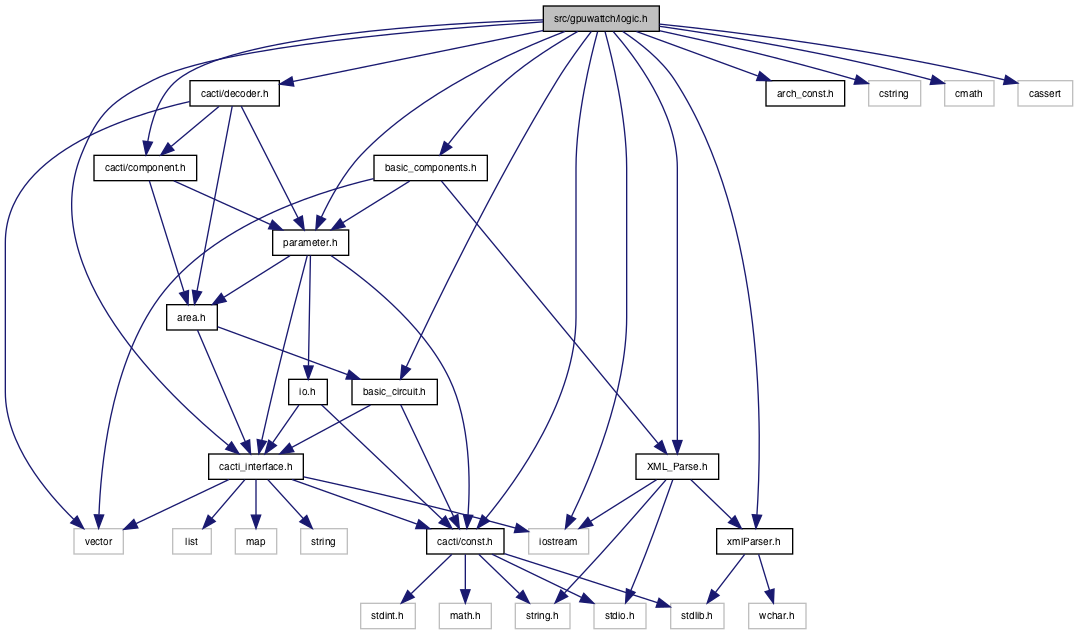 src/gpuwattch/logic.h
cacti/decoder.h
arch_const.h
cstring
cmath
cassert
cacti/component.h
basic_components.h
parameter.h
area.h
io.h
basic_circuit.h
cacti_interface.h
XML_Parse.h
vector
list
map
string
cacti/const.h
iostream
xmlParser.h
stdint.h
math.h
string.h
stdio.h
stdlib.h
wchar.h